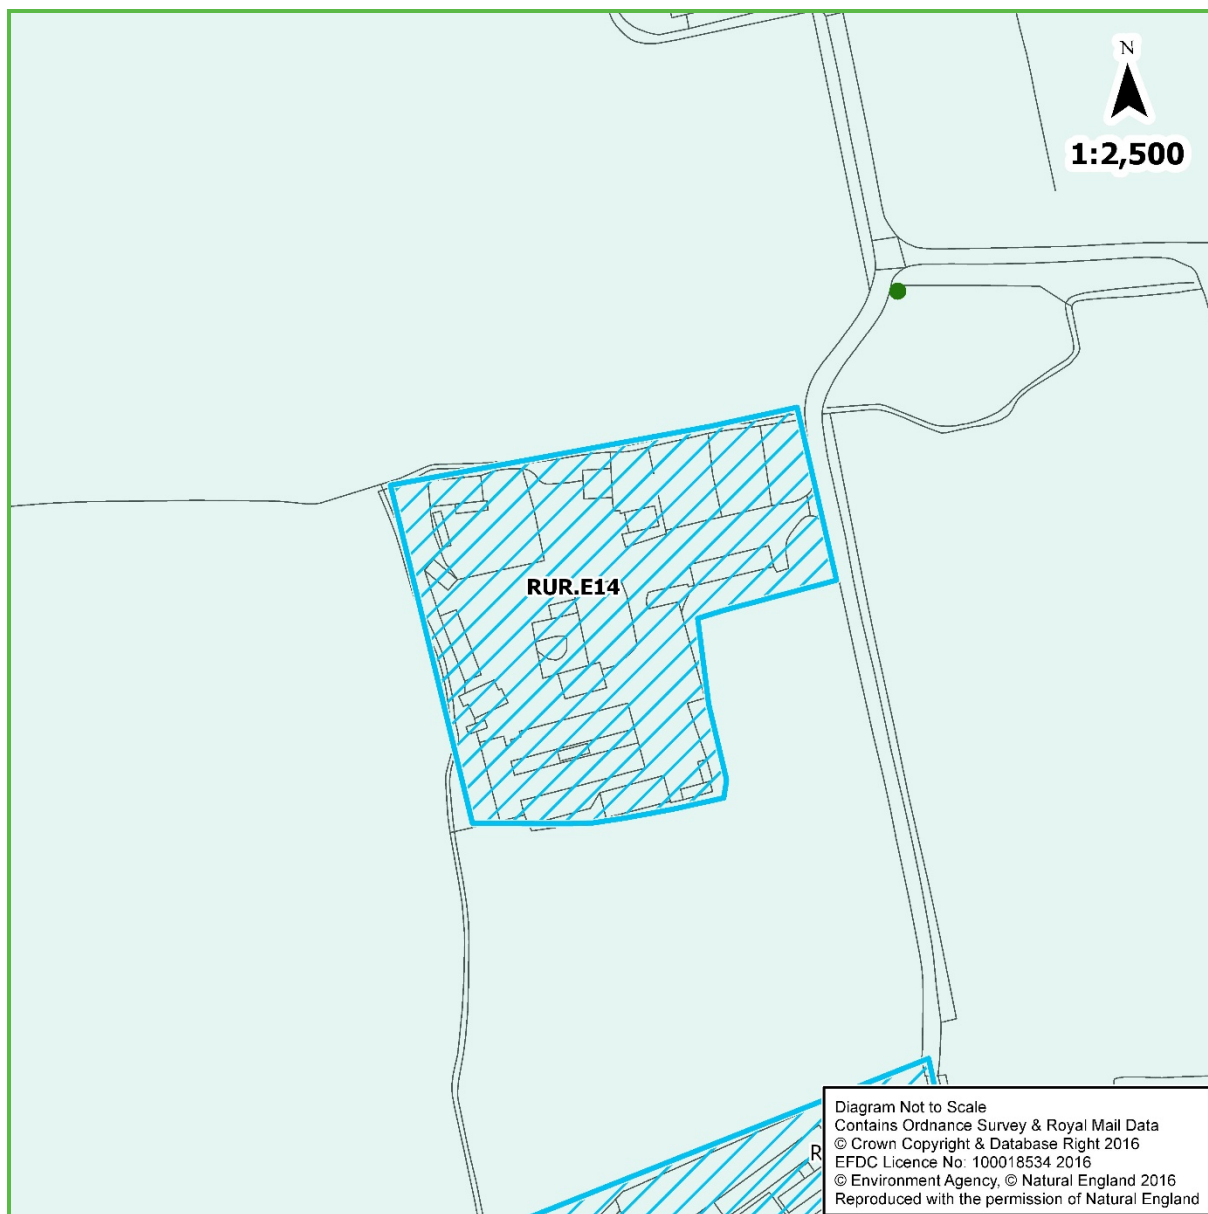 N
1:2,500
RUR.E14
R
Diagram Not to Scale
Contains Ordnance Survey & Royal Mail Data
© Crown Copyright & Database Right 2016
EFDC Licence No: 100018534 2016
© Environment Agency, © Natural England 2016
Reproduced with the permission of Natural England